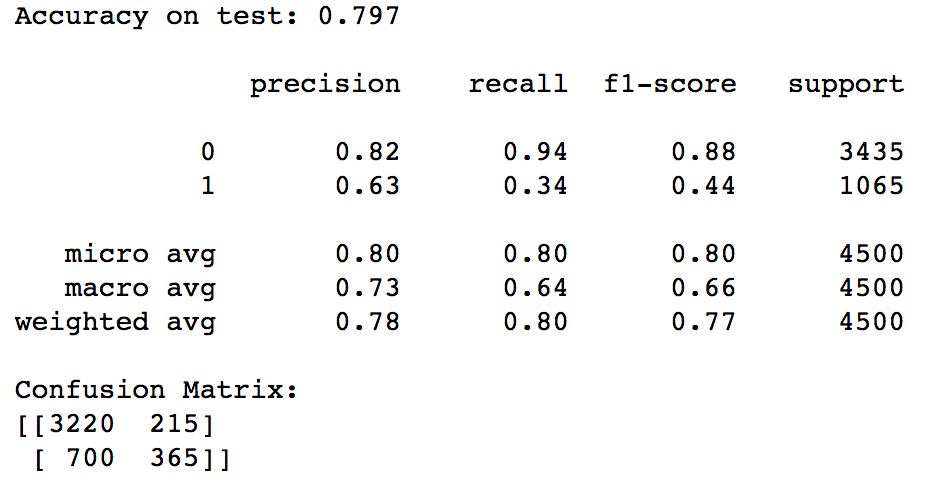 Accuracy on test: 0.797
precision recall f1-score support
0 0.82 0.94 0.88 3435
1 0.63 0.34 0.44 1065
micro avg 0.80 0.80 0.80 4500
macro avg 0.73 0.64 0.66 4500
weighted avg 0.78 0.80 0.77 4500
Confusion Matrix:
[[3220 215]
[ 700 365]]